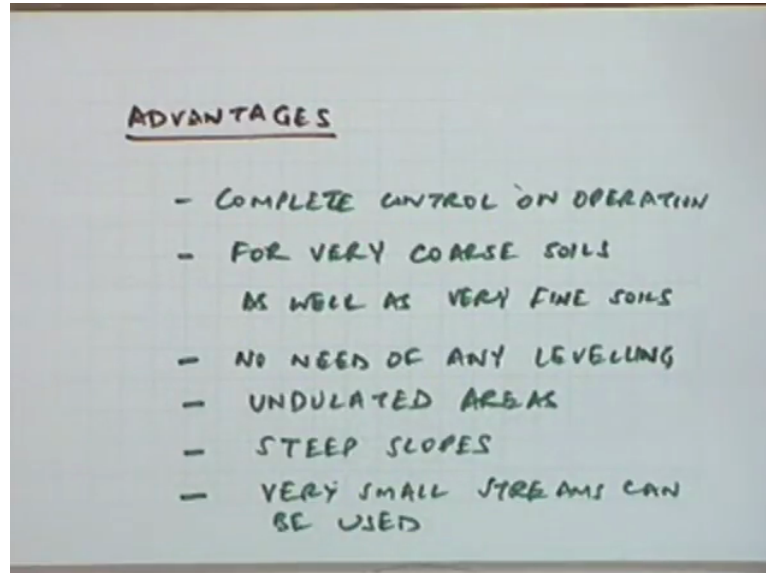 ADVANTAGES
- COMPLETE CONTROL ON OPERATION
- FOR VERY COARSE SOILS
AS WELL AS VERY FINE SOILS
- NO NEED OF ANY LEVELLING
- UNDULATED AREAS
- STEEP SLOPES
- VERY SMALL STREAMS CAN
BE USED